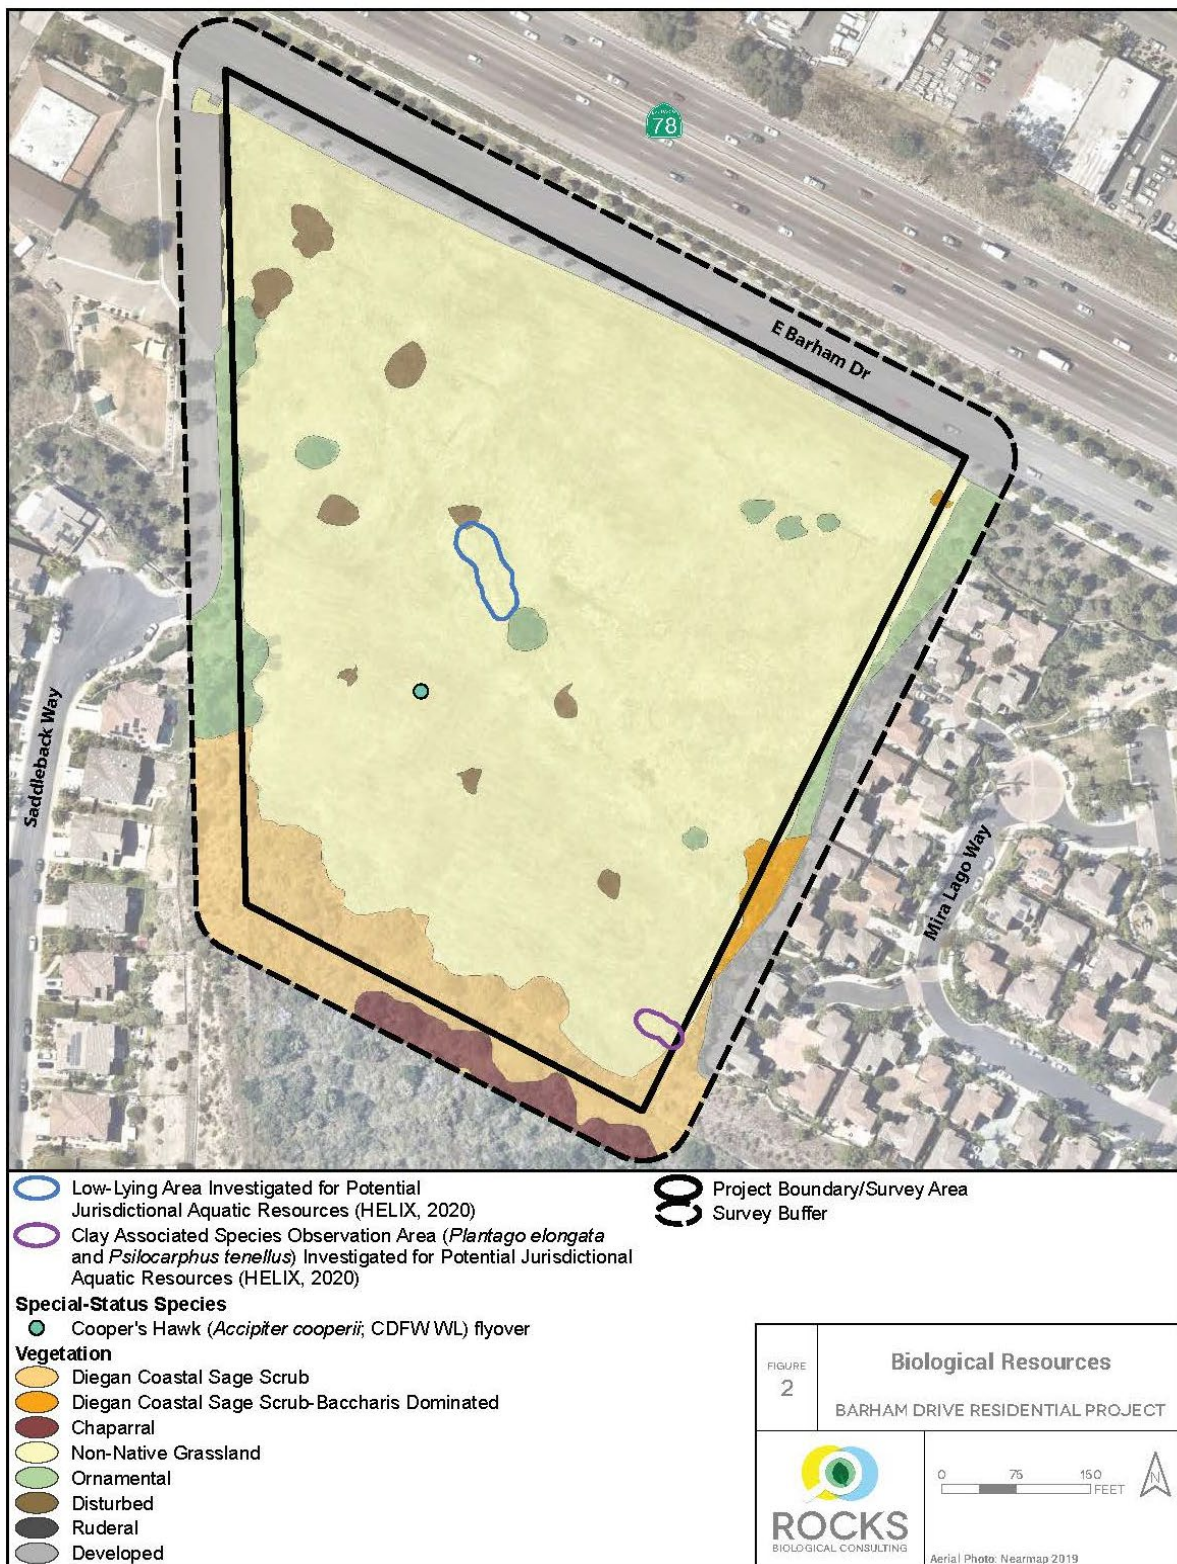 78
E Barham Dr
Saddleback Way
Mira Lago Way
Low-Lying Area Investigated for Potential
Jurisdictional Aquatic Resources (HELIX, 2020)
Clay Associated Species Observation Area (Plantago elongata
and Psilocarphus tenellus) Investigated for Potential Jurisdictional
Aquatic Resources (HELIX, 2020)
Special-Status Species
Cooper's Hawk (Accipiter cooperii; CDFW WL) flyover
Vegetation
Diegan Coastal Sage Scrub
Diegan Coastal Sage Scrub-Baccharis Dominated
Chaparral
Non-Native Grassland
Ornamental
Disturbed
Ruderal
Developed
Project Boundary/Survey Area
Survey Buffer
FIGURE
2
Biological Resources
BARHAM DRIVE RESIDENTIAL PROJECT
ROCKS
BIOLOGICAL CONSULTING
0 75 150
FEET
N
Aerial Photo: Nearmap 2019